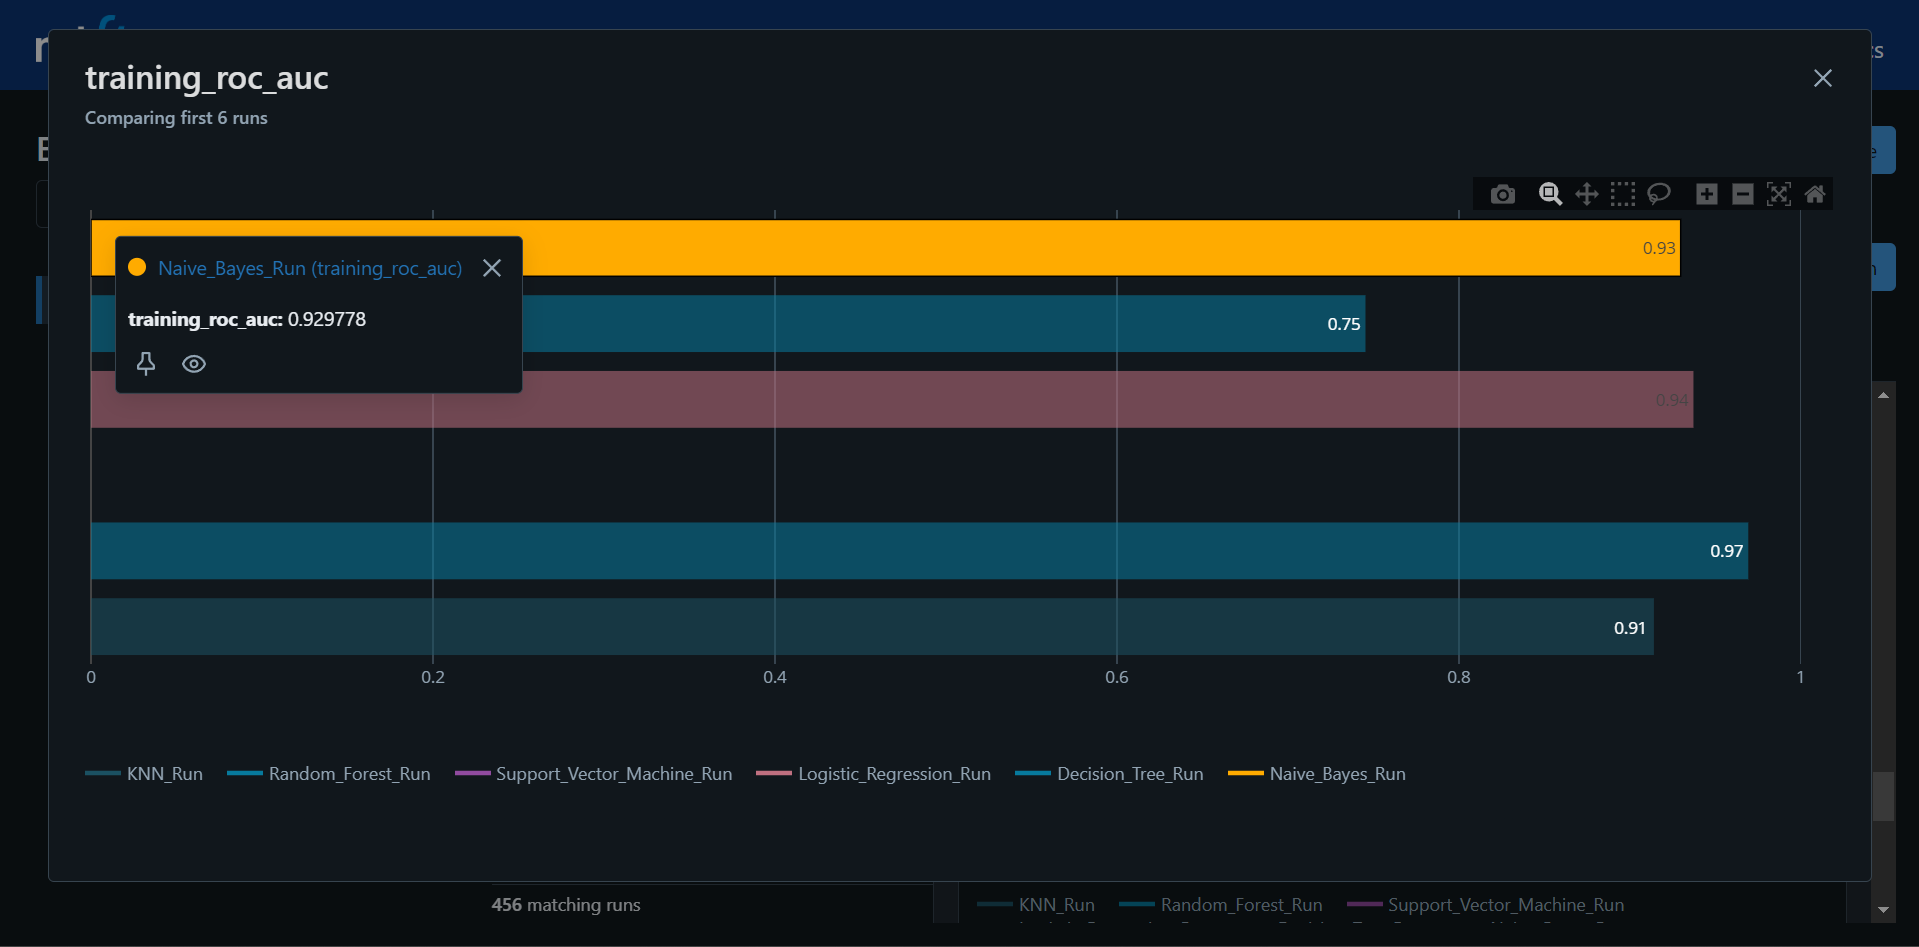 training_roc_auc
Comparing first 6 runs
0.93
Naive_Bayes_Run (training_roc_auc)
training_roc_auc: 0.929778
0.75
0.94
0.97
0.91
0 0.2 0.4 0.6 0.8 1
KNN_Run Random_Forest_Run Support_Vector_Machine_Run Logistic_Regression_Run Decision_Tree_Run Naive_Bayes_Run
456 matching runs
KNN_Run Random_Forest_Run Support_Vector_Machine_Run